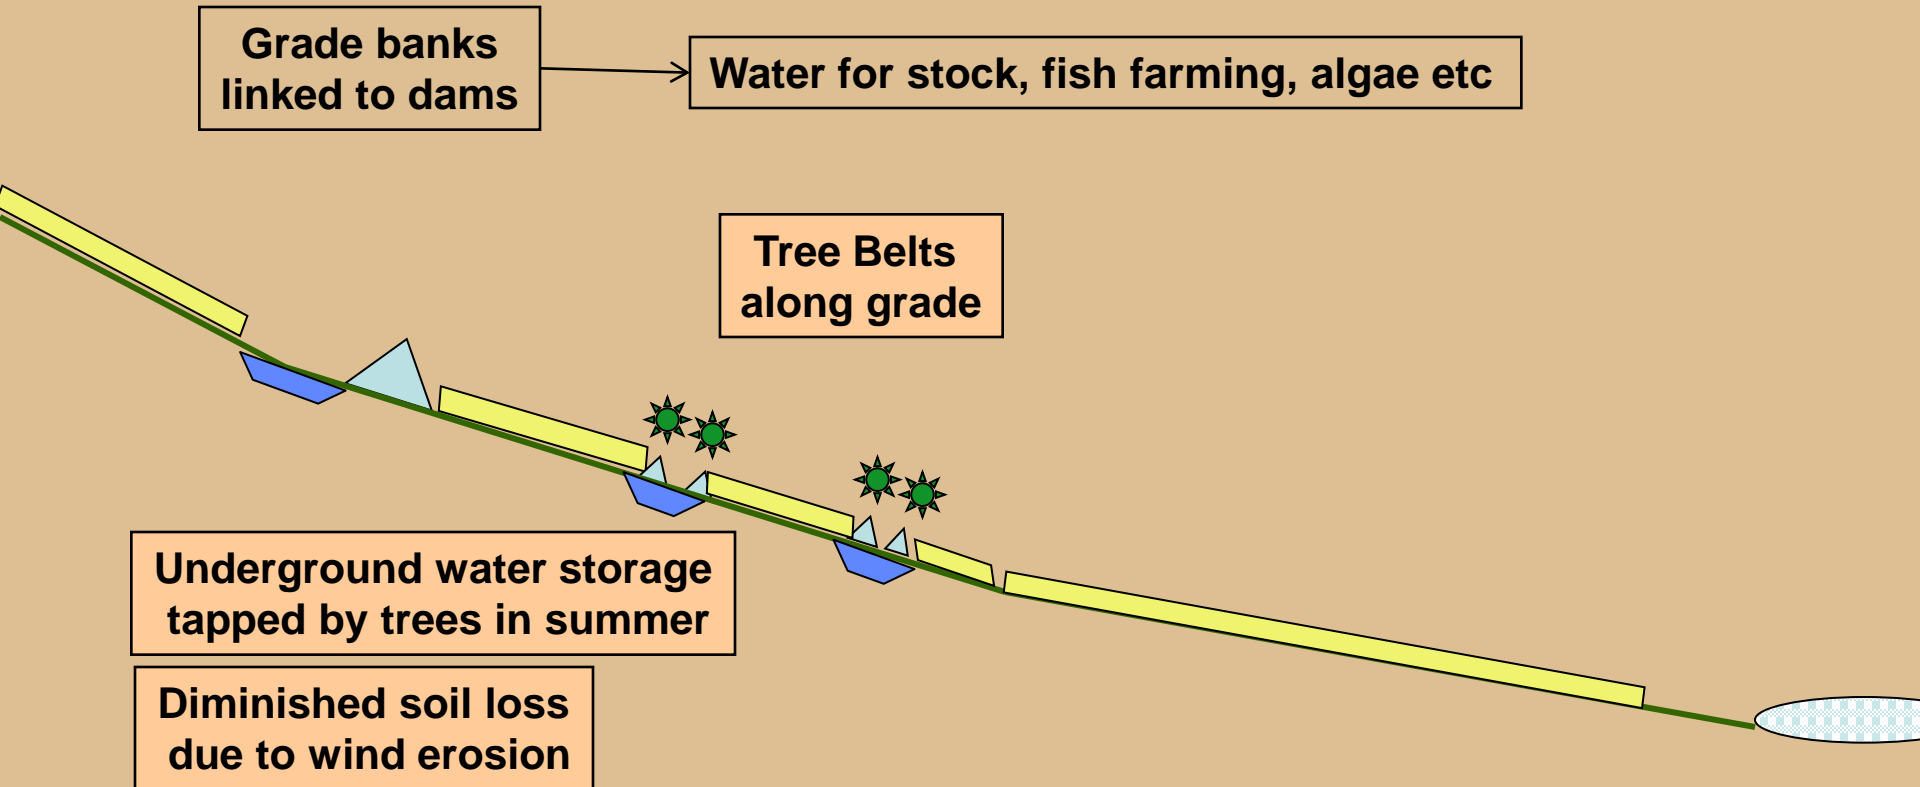 Grade banks
linked to dams
Water for stock, fish farming, algae etc
Tree Belts
along grade
Underground water storage
tapped by trees in summer
Diminished soil loss
due to wind erosion